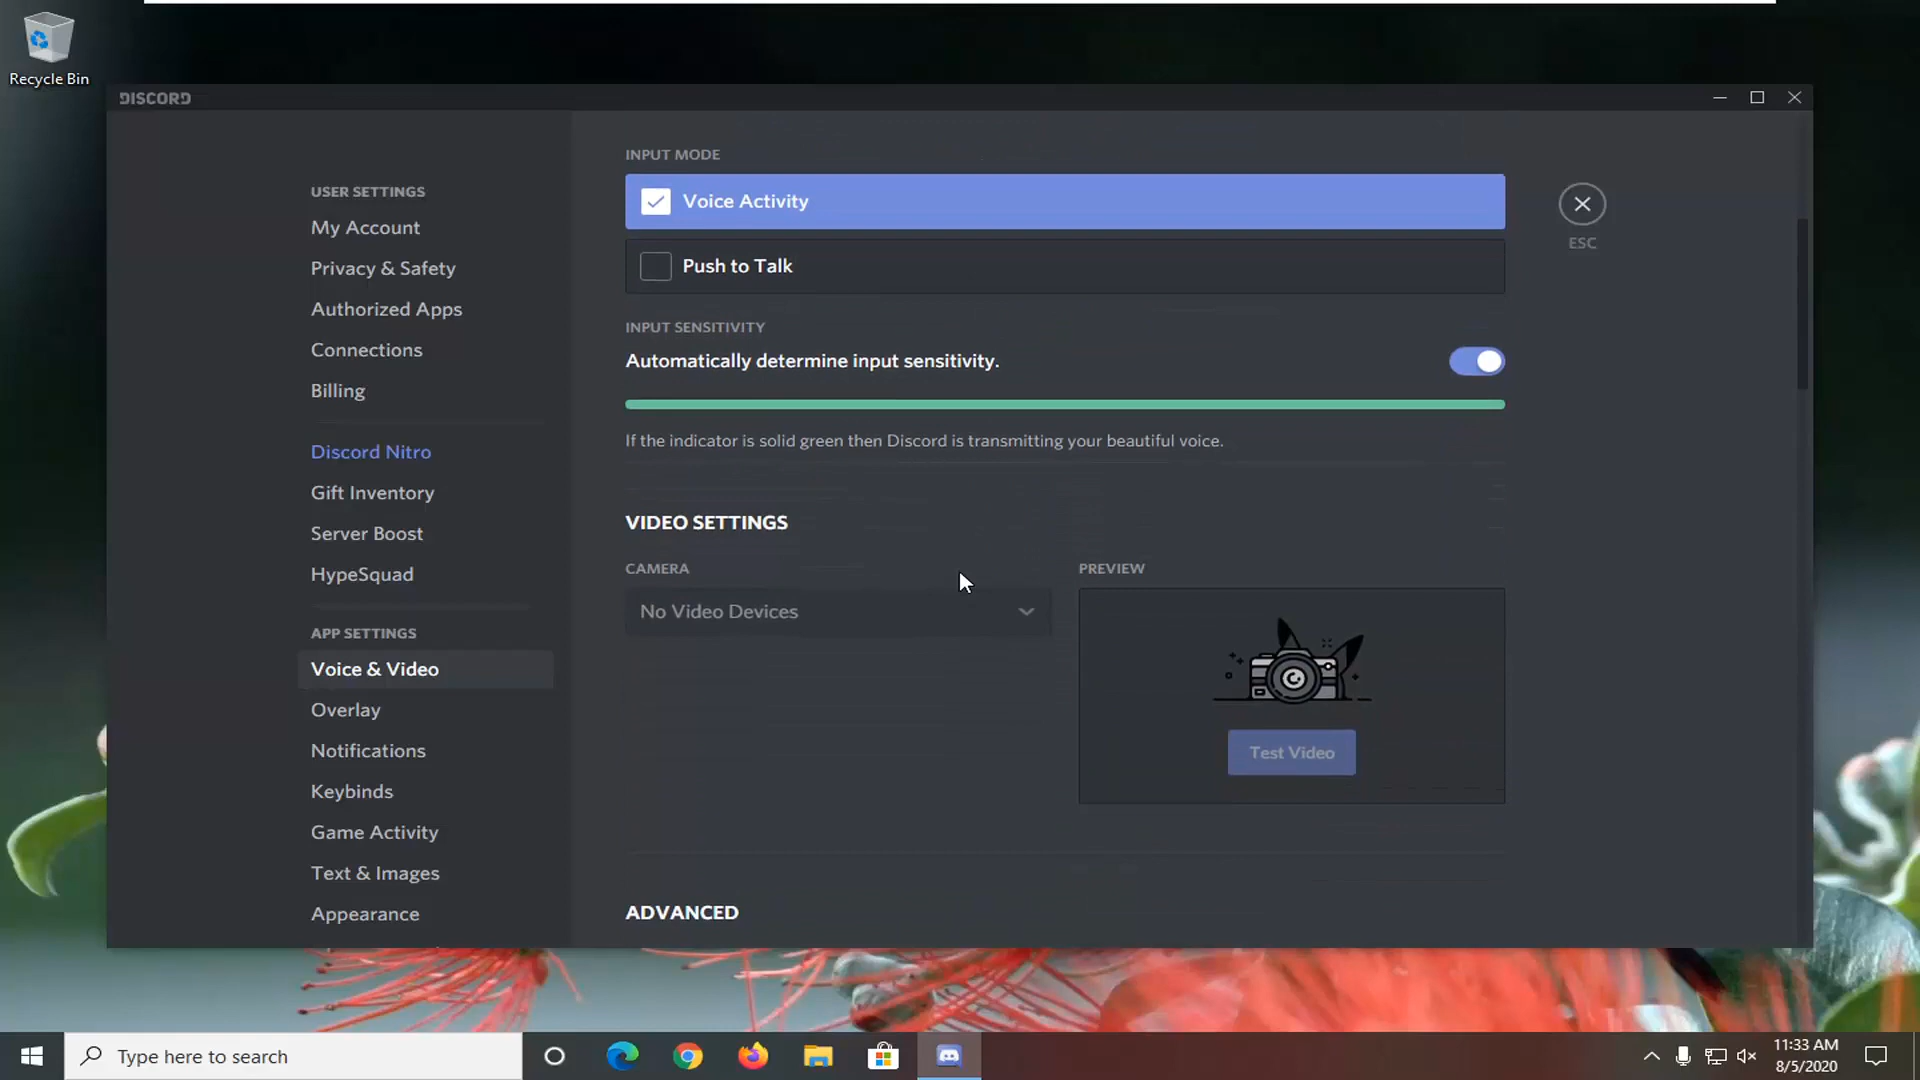 Recycle Bin
DISCORD
USER SETTINGS
My Account
Privacy & Safety
Authorized Apps
Connections
Billing
Discord Nitro
Gift Inventory
Server Boost
HypeSquad
APP SETTINGS
Voice & Video
Overlay
Notifications
Keybinds
Game Activity
Text & Images
Appearance
INPUT MODE
Voice Activity
Push to Talk
ESC
INPUT SENSITIVITY
Automatically determine input sensitivity.
If the indicator is solid green then Discord is transmitting your beautiful voice.
VIDEO SETTINGS
CAMERA
No Video Devices
PREVIEW
Test Video
ADVANCED
Type here to search
11:33 AM
8/5/2020